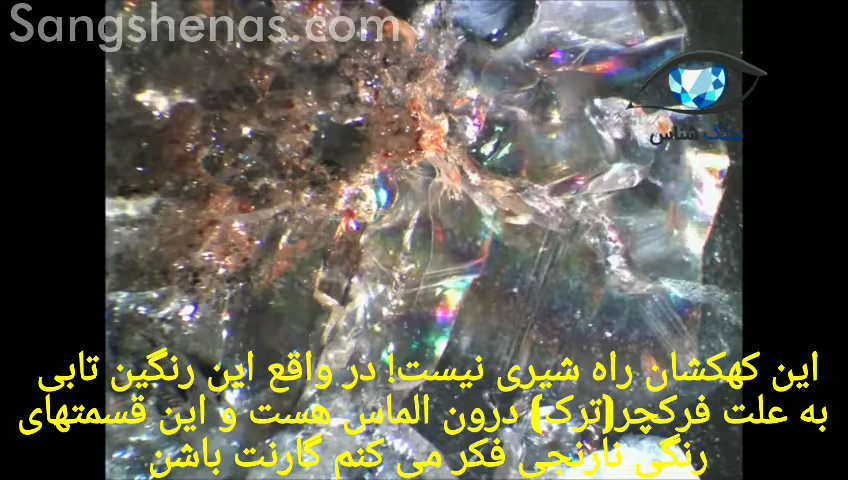 Sangshenas.com
سنگ شناس
این کهکشان راه شیری نیست! در واقع این رنگین تابی
به علت فرکچر(ترک) درون الماس هست و این قسمتهای
رنگی نارنجی فکر می کنم گارنت باشن